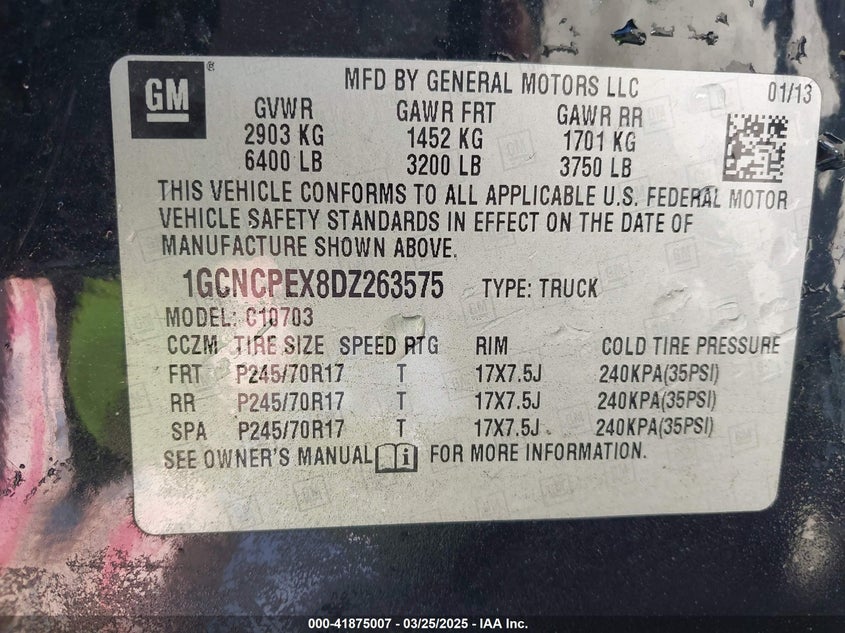 GM®
MFD BY GENERAL MOTORS LLC 01/13
GVWR GAWR FRT GAWR RR
2903 KG 1452 KG 1701 KG
6400 LB 3200 LB 3750 LB
THIS VEHICLE CONFORMS TO ALL APPLICABLE U.S. FEDERAL MOTOR
VEHICLE SAFETY STANDARDS IN EFFECT ON THE DATE OF
MANUFACTURE SHOWN ABOVE.
1GCNCPEX8DZ263575 TYPE: TRUCK
MODEL: C10703
CCZM TIRE SIZE SPEED RTG RIM COLD TIRE PRESSURE
FRT P245/70R17 T 17X7.5J 240KPA(35PSI)
RR P245/70R17 T 17X7.5J 240KPA(35PSI)
SPA P245/70R17 T 17X7.5J 240KPA(35PSI)
SEE OWNER'S MANUAL i FOR MORE INFORMATION.
000-41875007 - 03/25/2025 - IAA Inc.